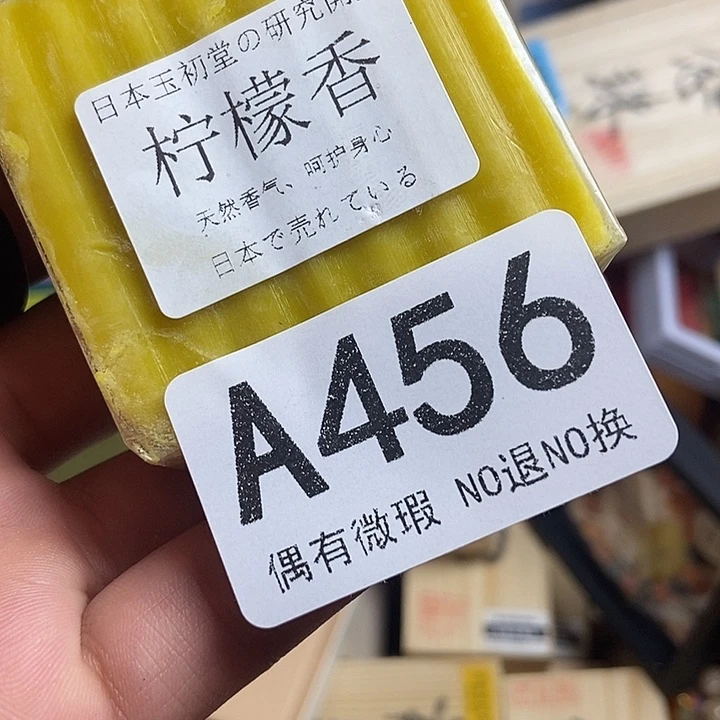 日本玉初堂の研究開
柠檬香
天然香气、呵护身心
日本で売れている
A456
偶有微瑕 NO退NO换